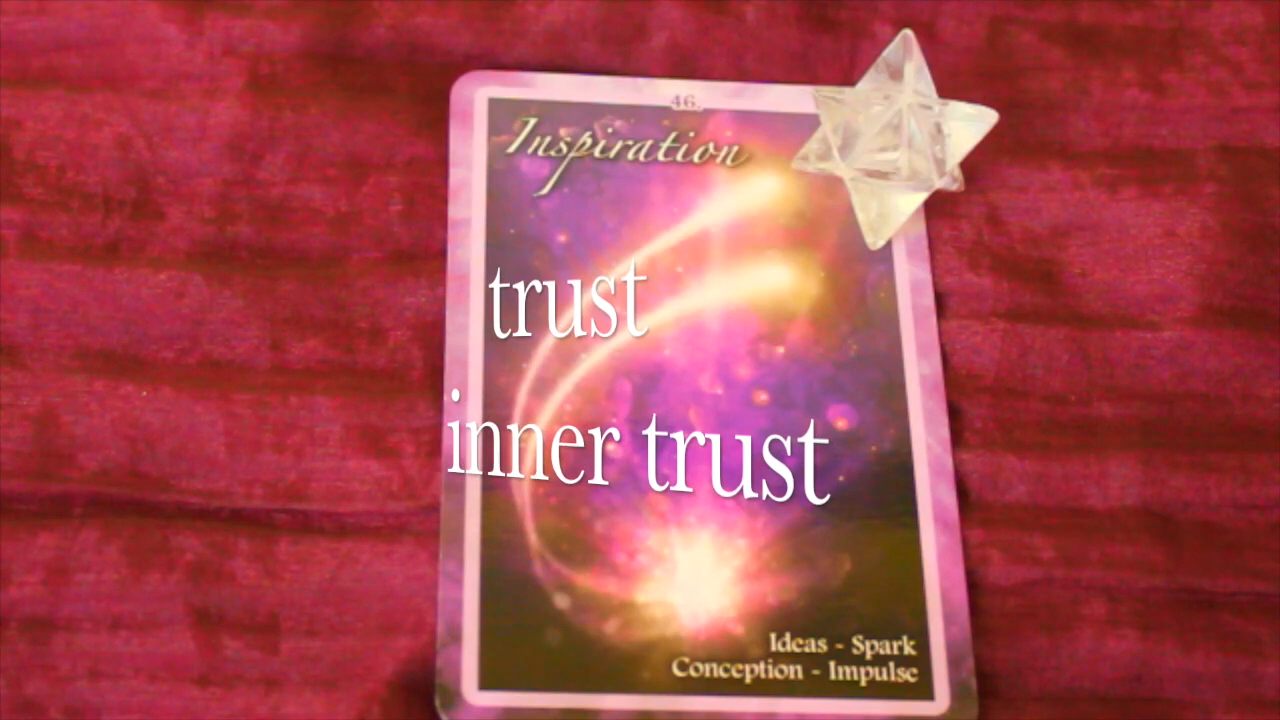 46.
Inspiration
trust
inner trust
Ideas - Spark
Conception - Impulse